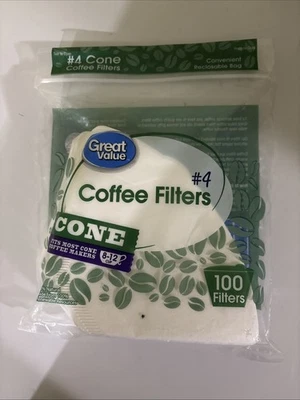 #4 Cone
Coffee Filters
Convenient
Reclosable Bag
Great
Value
#4
Coffee Filters
CONE
FITS MOST CONE
COFFEE MAKERS
8-12
100
Filters